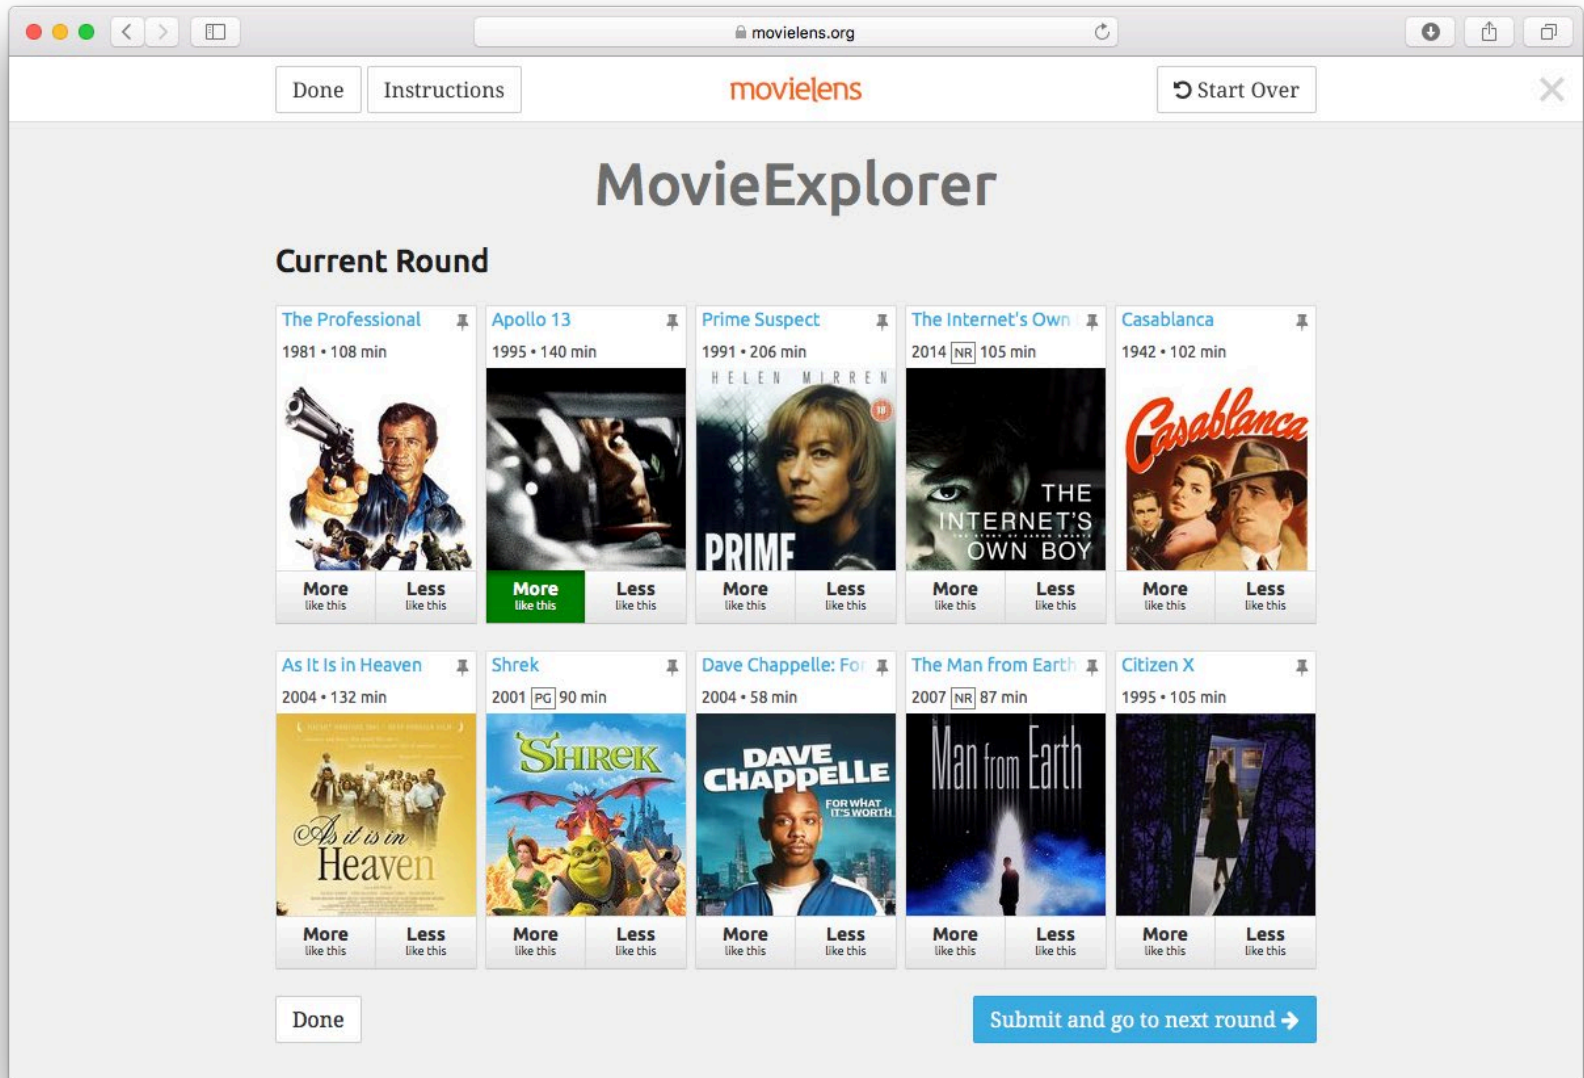 movielens.org
Done
Instructions
movielens
Start Over
MovieExplorer
Current Round
The Professional
1981 • 108 min
More
like this
Less
like this
Apollo 13
1995 • 140 min
More
like this
Less
like this
Prime Suspect
1991 • 206 min
HELEN MIRREN
18
PRIME
More
like this
Less
like this
The Internet's Own
2014 NR 105 min
THE
INTERNET'S
THE STORY OF AARON SWARTZ
OWN BOY
More
like this
Less
like this
Casablanca
1942 • 102 min
Casablanca
More
like this
Less
like this
As It Is in Heaven
2004 • 132 min
As it is in
Heaven
More
like this
Less
like this
Shrek
2001 PG 90 min
SHREK
More
like this
Less
like this
Dave Chappelle: For
2004 • 58 min
DAVE
CHAPPELLE
FOR WHAT
IT'S WORTH
More
like this
Less
like this
The Man from Earth
2007 NR 87 min
Man from Earth
More
like this
Less
like this
Citizen X
1995 • 105 min
More
like this
Less
like this
Done
Submit and go to next round